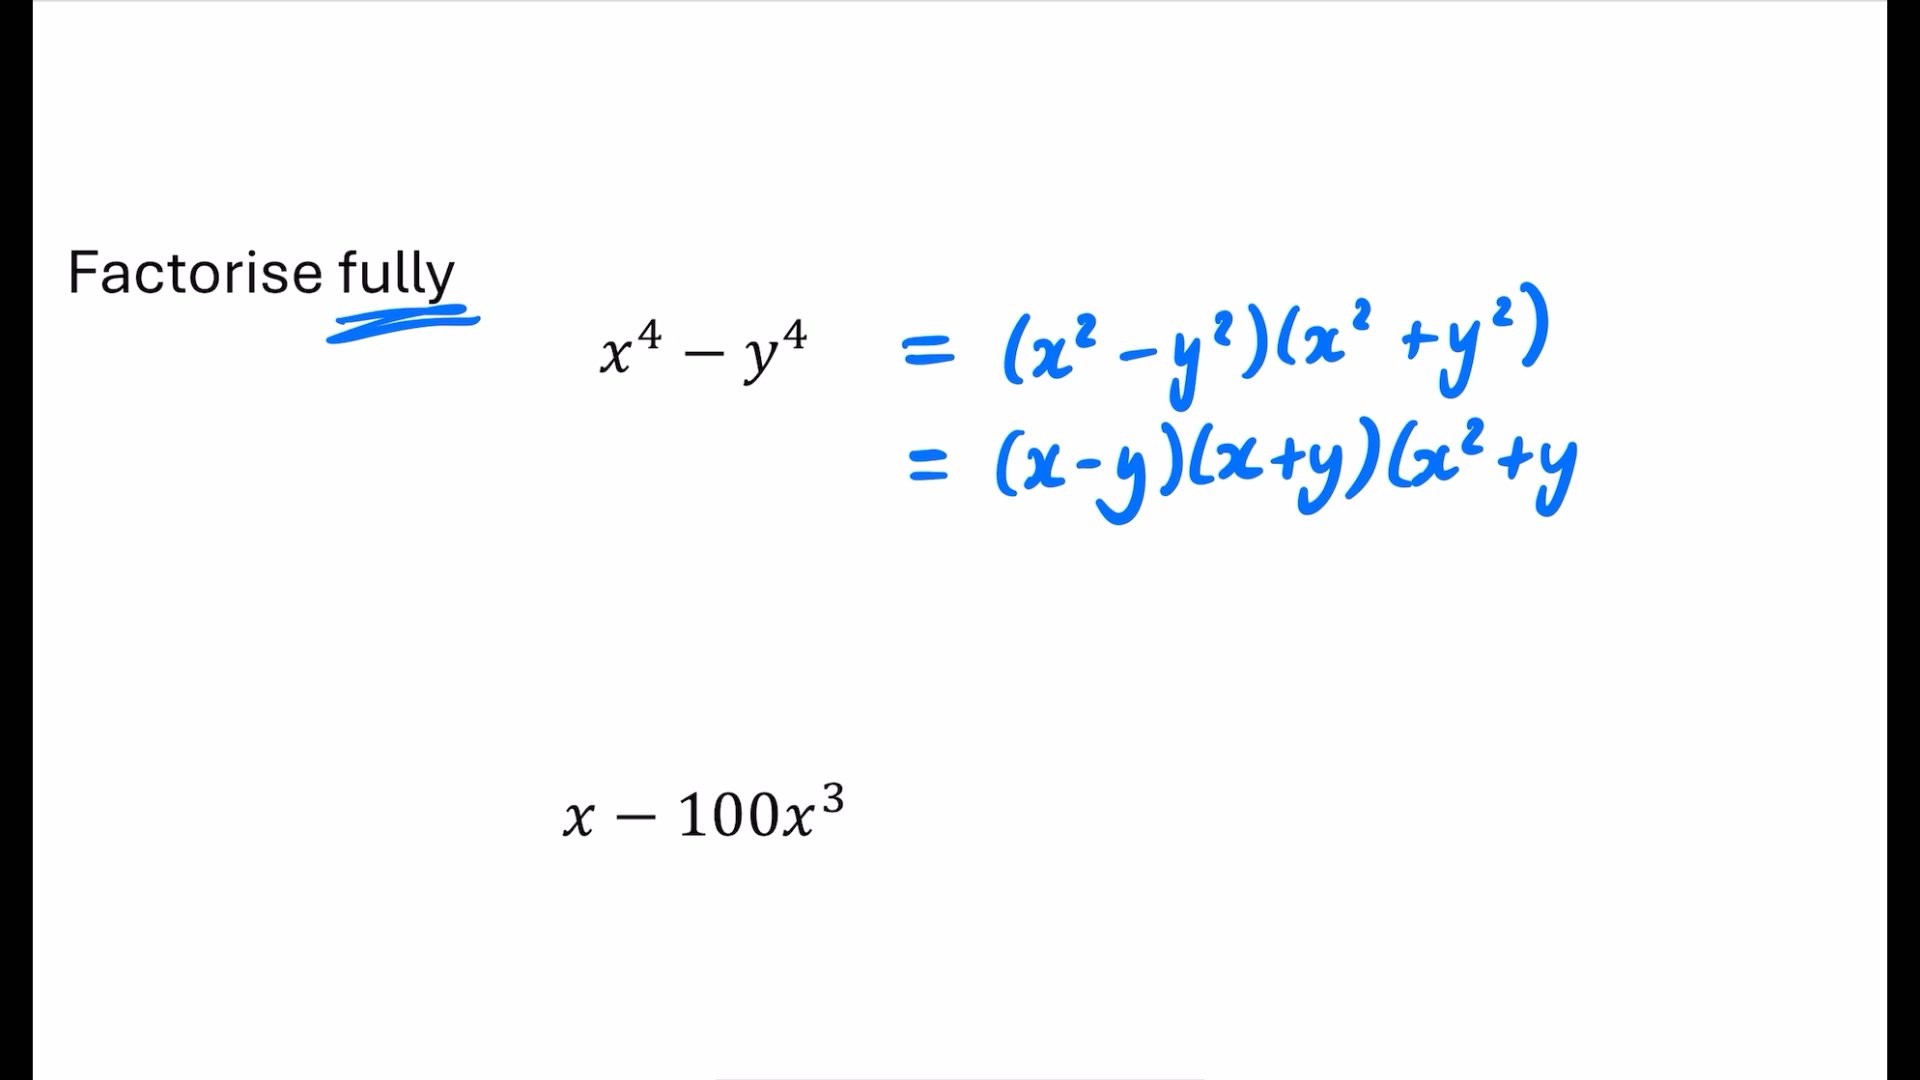 Factorise fully
x⁴ − y⁴ = (x² − y²)(x² + y²)
= (x-y)(x+y)(x² + y
x − 100x³